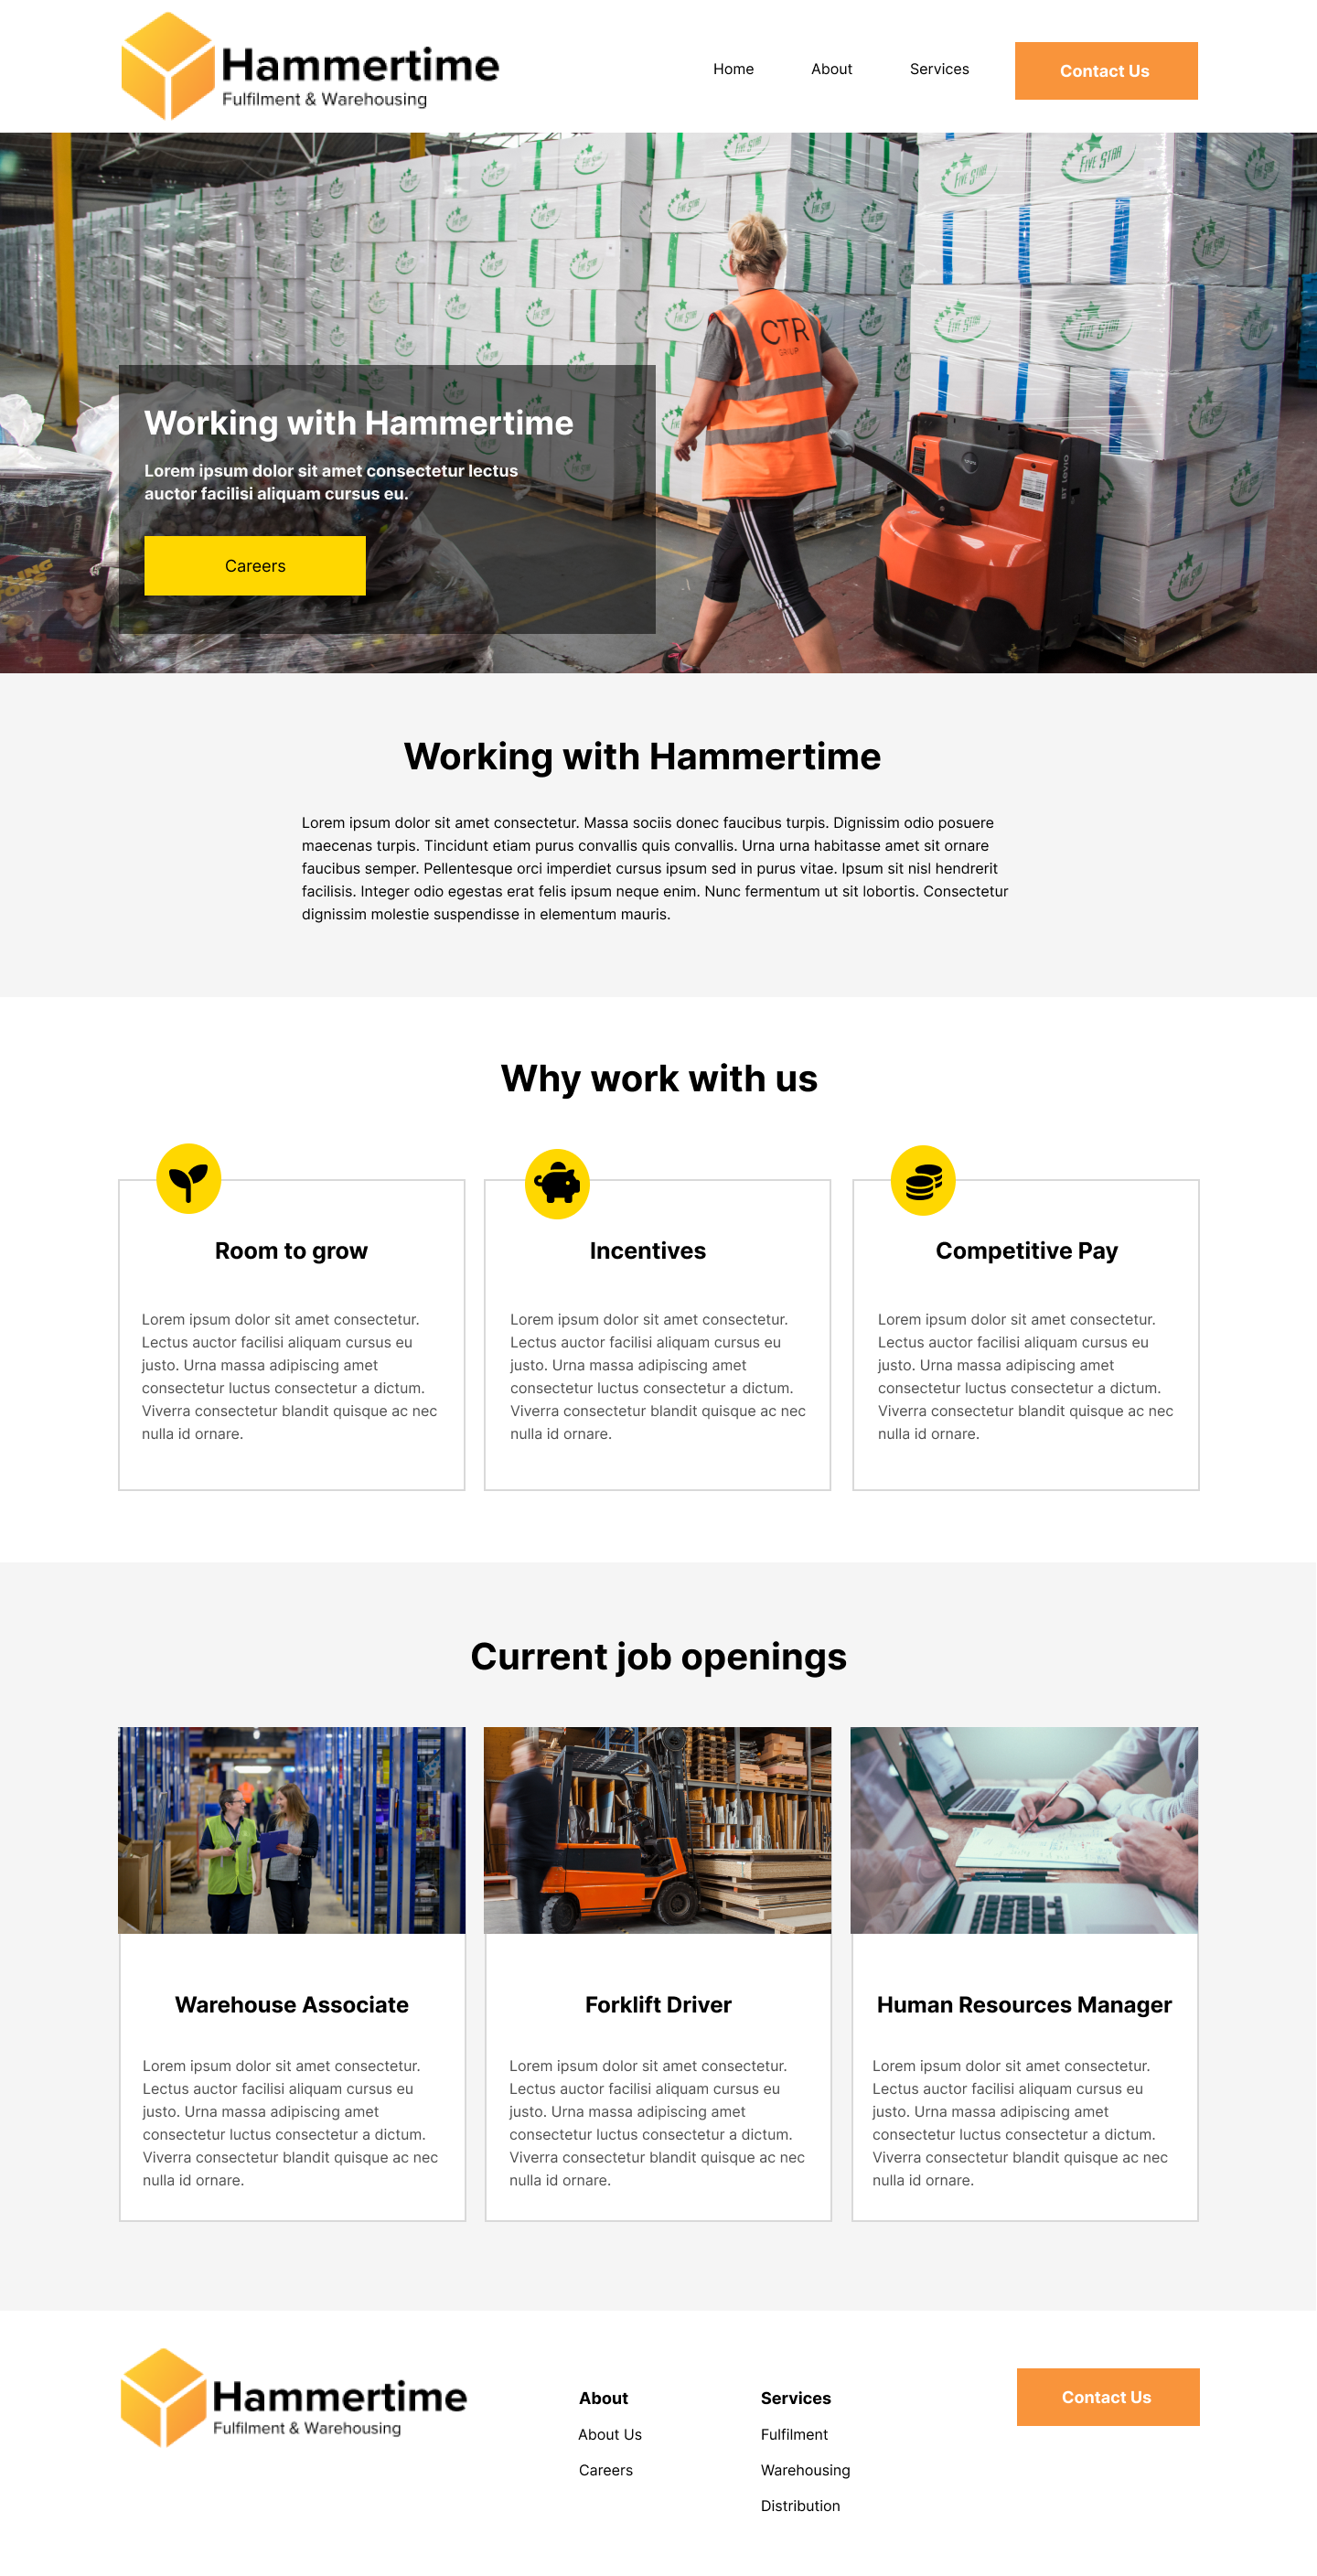 Hammertime
Fulfilment & Warehousing
Home
About
Services
Contact Us
FIVE STAR
FIVE STAR
CTR
GROUP
FIVE STAR
FIVE STAR
BT LEVIO
Working with Hammertime
Lorem ipsum dolor sit amet consectetur lectus
auctor facilisi aliquam cursus eu.
Careers
Working with Hammertime
Lorem ipsum dolor sit amet consectetur. Massa sociis donec faucibus turpis. Dignissim odio posuere
maecenas turpis. Tincidunt etiam purus convallis quis convallis. Urna urna habitasse amet sit ornare
faucibus semper. Pellentesque orci imperdiet cursus ipsum sed in purus vitae. Ipsum sit nisl hendrerit
facilisis. Integer odio egestas erat felis ipsum neque enim. Nunc fermentum ut sit lobortis. Consectetur
dignissim molestie suspendisse in elementum mauris.
Why work with us
Room to grow
Lorem ipsum dolor sit amet consectetur.
Lectus auctor facilisi aliquam cursus eu
justo. Urna massa adipiscing amet
consectetur luctus consectetur a dictum.
Viverra consectetur blandit quisque ac nec
nulla id ornare.
Incentives
Lorem ipsum dolor sit amet consectetur.
Lectus auctor facilisi aliquam cursus eu
justo. Urna massa adipiscing amet
consectetur luctus consectetur a dictum.
Viverra consectetur blandit quisque ac nec
nulla id ornare.
Competitive Pay
Lorem ipsum dolor sit amet consectetur.
Lectus auctor facilisi aliquam cursus eu
justo. Urna massa adipiscing amet
consectetur luctus consectetur a dictum.
Viverra consectetur blandit quisque ac nec
nulla id ornare.
Current job openings
Warehouse Associate
Lorem ipsum dolor sit amet consectetur.
Lectus auctor facilisi aliquam cursus eu
justo. Urna massa adipiscing amet
consectetur luctus consectetur a dictum.
Viverra consectetur blandit quisque ac nec
nulla id ornare.
Forklift Driver
Lorem ipsum dolor sit amet consectetur.
Lectus auctor facilisi aliquam cursus eu
justo. Urna massa adipiscing amet
consectetur luctus consectetur a dictum.
Viverra consectetur blandit quisque ac nec
nulla id ornare.
Human Resources Manager
Lorem ipsum dolor sit amet consectetur.
Lectus auctor facilisi aliquam cursus eu
justo. Urna massa adipiscing amet
consectetur luctus consectetur a dictum.
Viverra consectetur blandit quisque ac nec
nulla id ornare.
Hammertime
Fulfilment & Warehousing
About
About Us
Careers
Services
Fulfilment
Warehousing
Distribution
Contact Us